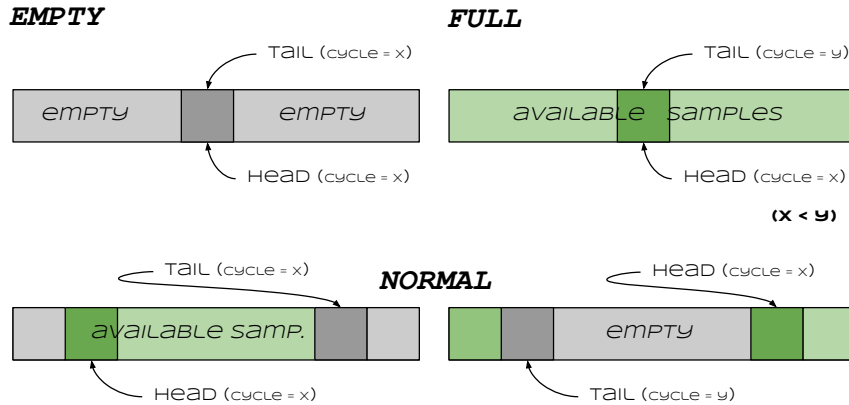 EMPTY
TAIL (CYCLE = X)
EMPTY EMPTY
HEAD (CYCLE = X)
FULL
TAIL (CYCLE = Y)
AVAILABLE SAMPLES
HEAD (CYCLE = X)
(X < Y)
NORMAL
TAIL (CYCLE = X)
AVAILABLE SAMP.
HEAD (CYCLE = X)
HEAD (CYCLE = X)
EMPTY
TAIL (CYCLE = Y)